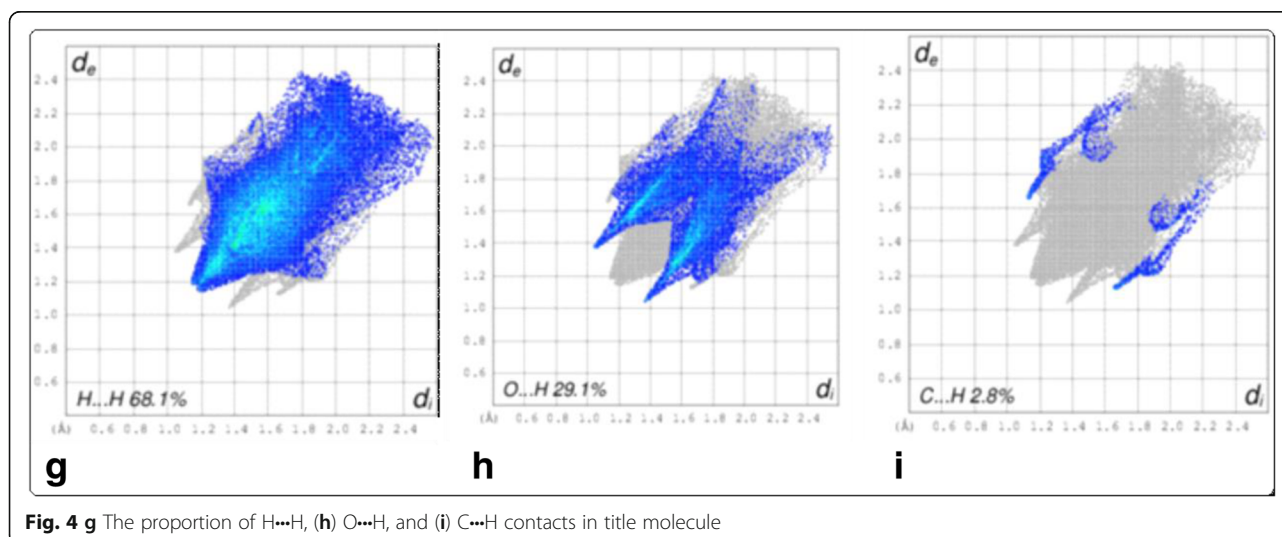 de
2.4
2.2
2.0
1.8
1.6
1.4
1.2
1.0
0.8
0.6
H...H 68.1%
di
(Å) 0.6 0.8 1.0 1.2 1.4 1.6 1.8 2.0 2.2 2.4
g
de
2.4
2.2
2.0
1.8
1.6
1.4
1.2
1.0
0.8
0.6
O...H 29.1%
di
(Å) 0.6 0.8 1.0 1.2 1.4 1.6 1.8 2.0 2.2 2.4
h
de
2.4
2.2
2.0
1.8
1.6
1.4
1.2
1.0
0.8
0.6
C...H 2.8%
di
(Å) 0.6 0.8 1.0 1.2 1.4 1.6 1.8 2.0 2.2 2.4
i
Fig. 4 g The proportion of H•••H, (h) O•••H, and (i) C•••H contacts in title molecule